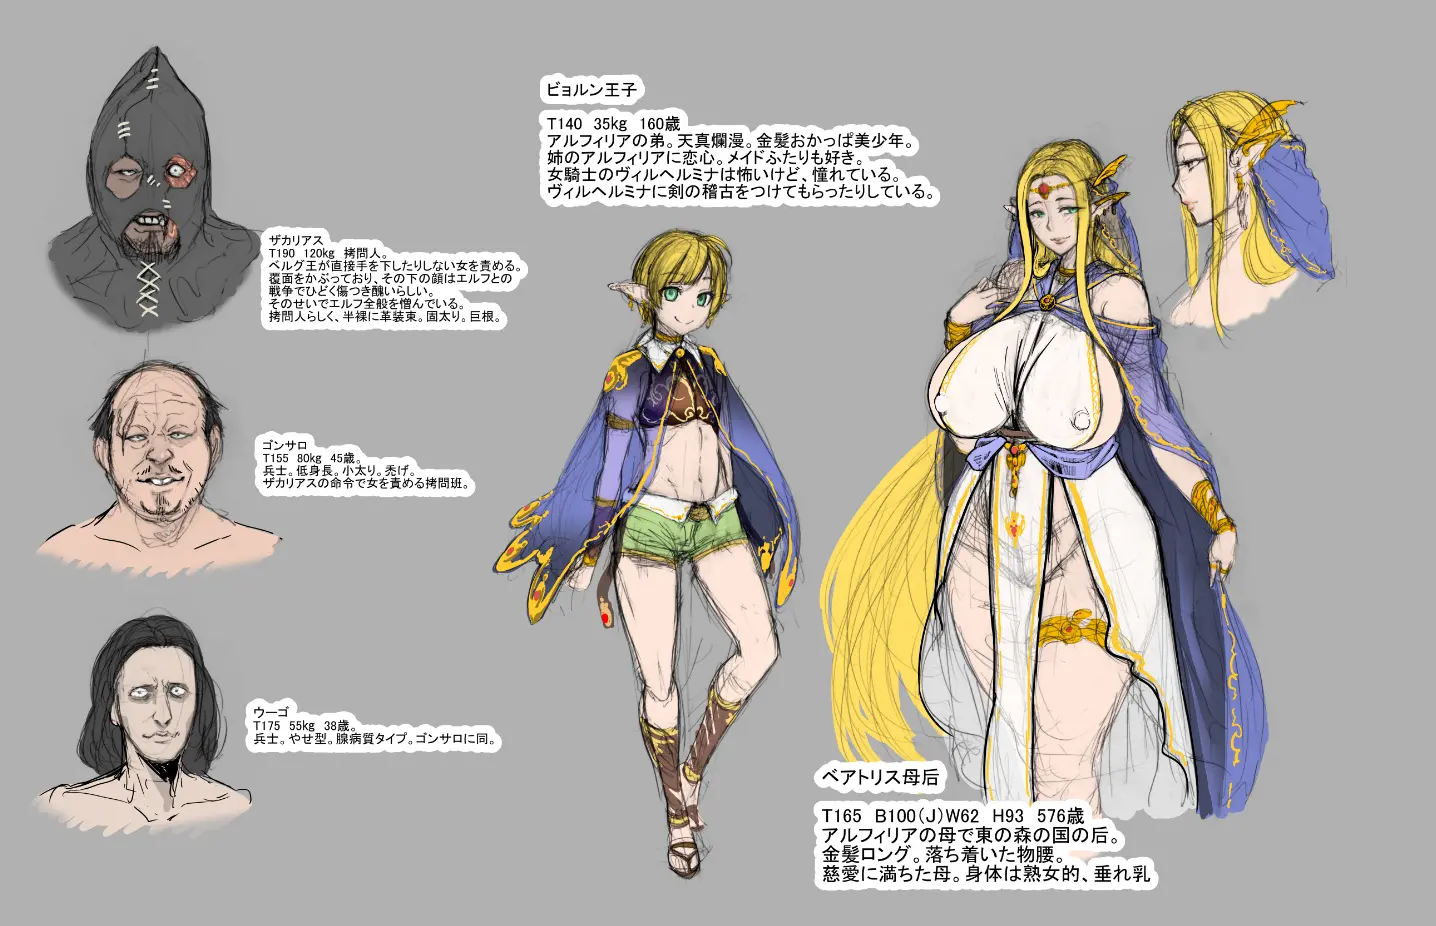 ビョルン王子
T140 35kg 160歳
アルフィリアの弟。天真爛漫。金髪おかっぱ美少年。
姉のアルフィリアに恋心。メイドふたりも好き。
女騎士のヴィルヘルミナは怖いけど、憧れている。
ヴィルヘルミナに剣の稽古をつけてもらったりしている。
ザカリアス
T190 120kg 拷問人。
ベルグ王が直接手を下したりしない女を責める。
覆面をかぶっており、その下の顔はエルフとの
戦争でひどく傷つき醜いらしい。
そのせいでエルフ全般を憎んでいる。
拷問人らしく、半裸に革装束。固太り。巨根。
ゴンサロ
T155 80kg 45歳。
兵士。低身長。小太り。禿げ。
ザカリアスの命令で女を責める拷問班。
ウーゴ
T175 55kg 38歳。
兵士。やせ型。腺病質タイプ。ゴンサロに同。
ベアトリス母后
T165 B100(J)W62 H93 576歳
アルフィリアの母で東の森の国の后。
金髪ロング。落ち着いた物腰。
慈愛に満ちた母。身体は熟女的、垂れ乳